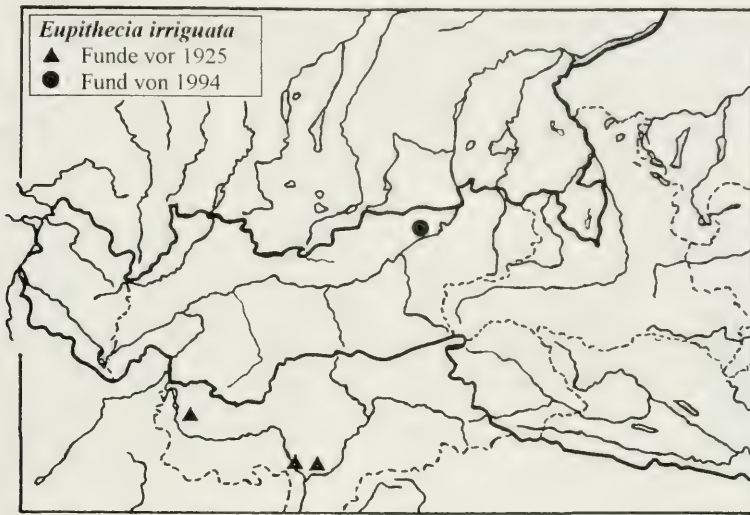 Eupithecia irriguata
▲ Funde vor 1925
● Fund von 1994